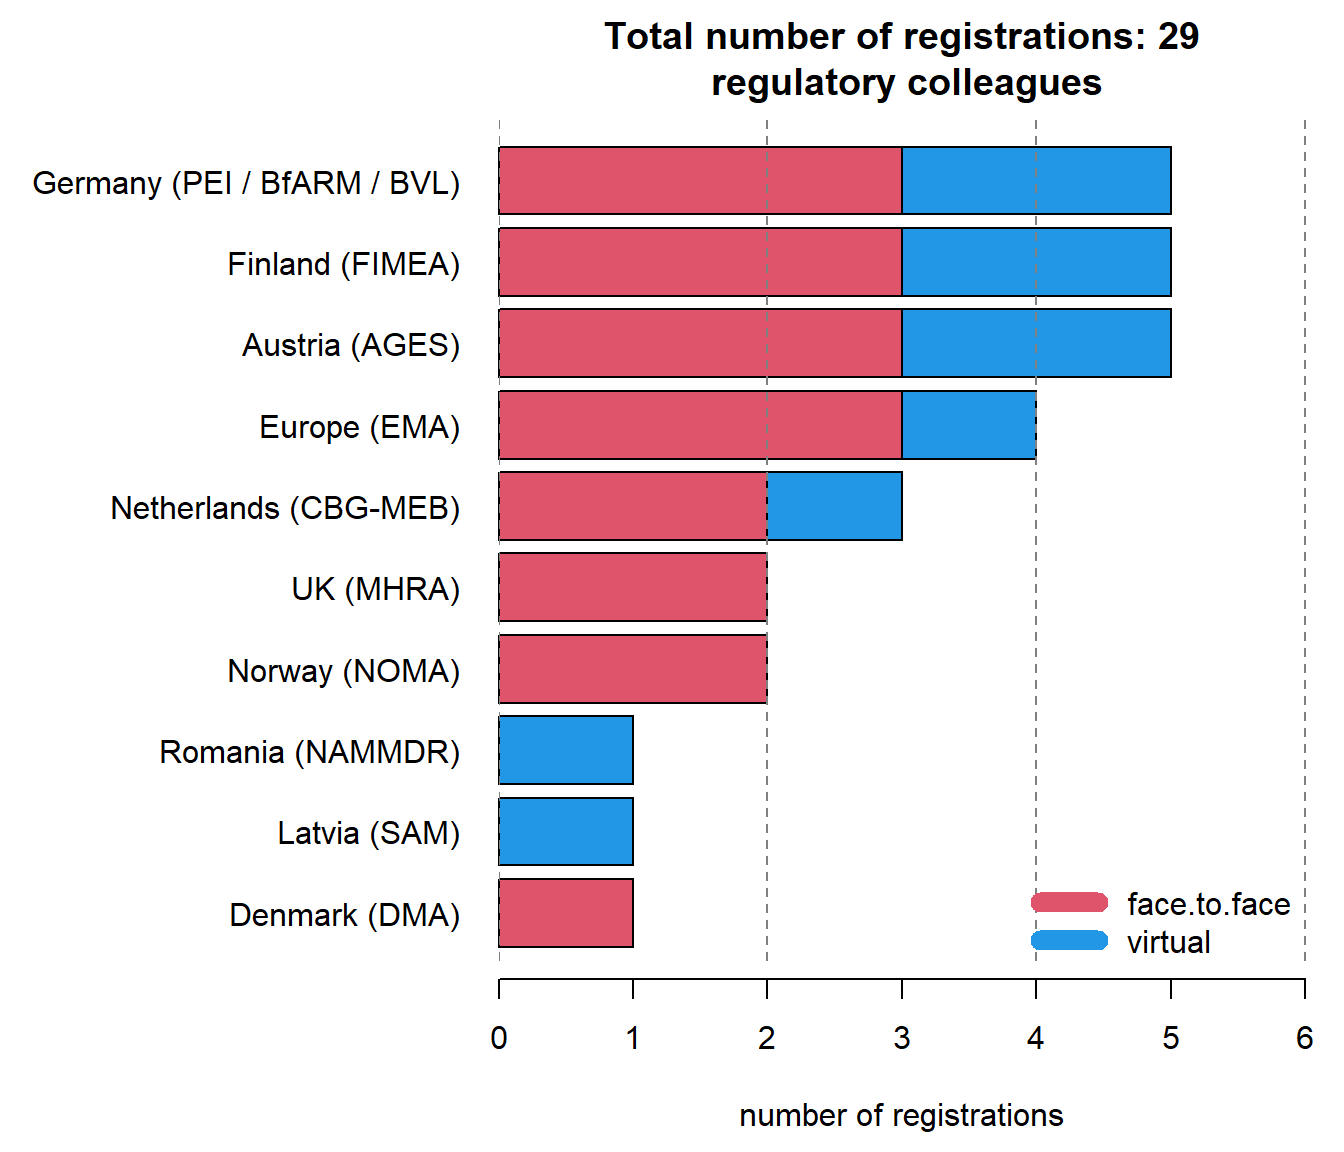 Total number of registrations: 29
regulatory colleagues
Germany (PEI / BfARM / BVL)
Finland (FIMEA)
Austria (AGES)
Europe (EMA)
Netherlands (CBG-MEB)
UK (MHRA)
Norway (NOMA)
Romania (NAMMDR)
Latvia (SAM)
Denmark (DMA)
face.to.face
virtual
0 1 2 3 4 5 6
number of registrations